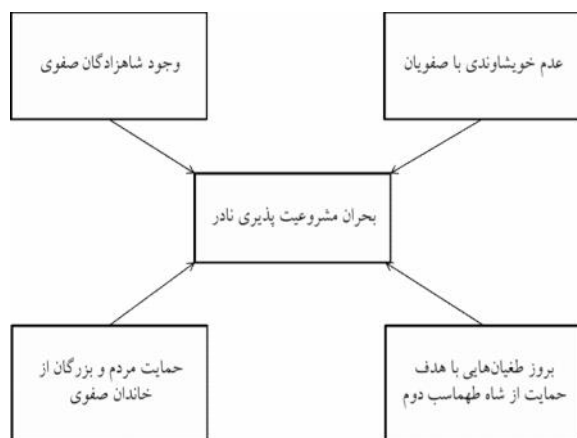 عدم خویشاوندی با صفویان
وجود شاهزادگان صفوی
بحران مشروعیت پذیری نادر
بروز طغیان‌هایی با هدف
حمایت از شاه طهماسب دوم
حمایت مردم و بزرگان از
خاندان صفوی